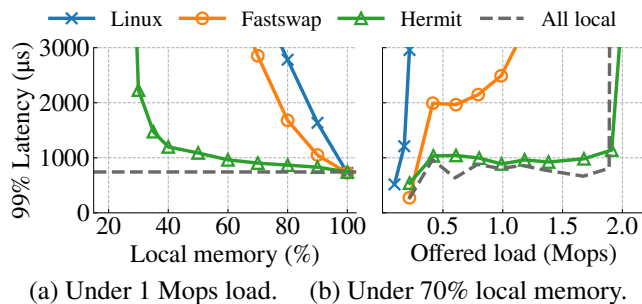 Linux Fastswap Hermit All local
99% Latency (µs)
3000
2000
1000
0
20 40 60 80 100
Local memory (%)
0.5 1.0 1.5 2.0
Offered load (Mops)
(a) Under 1 Mops load. (b) Under 70% local memory.